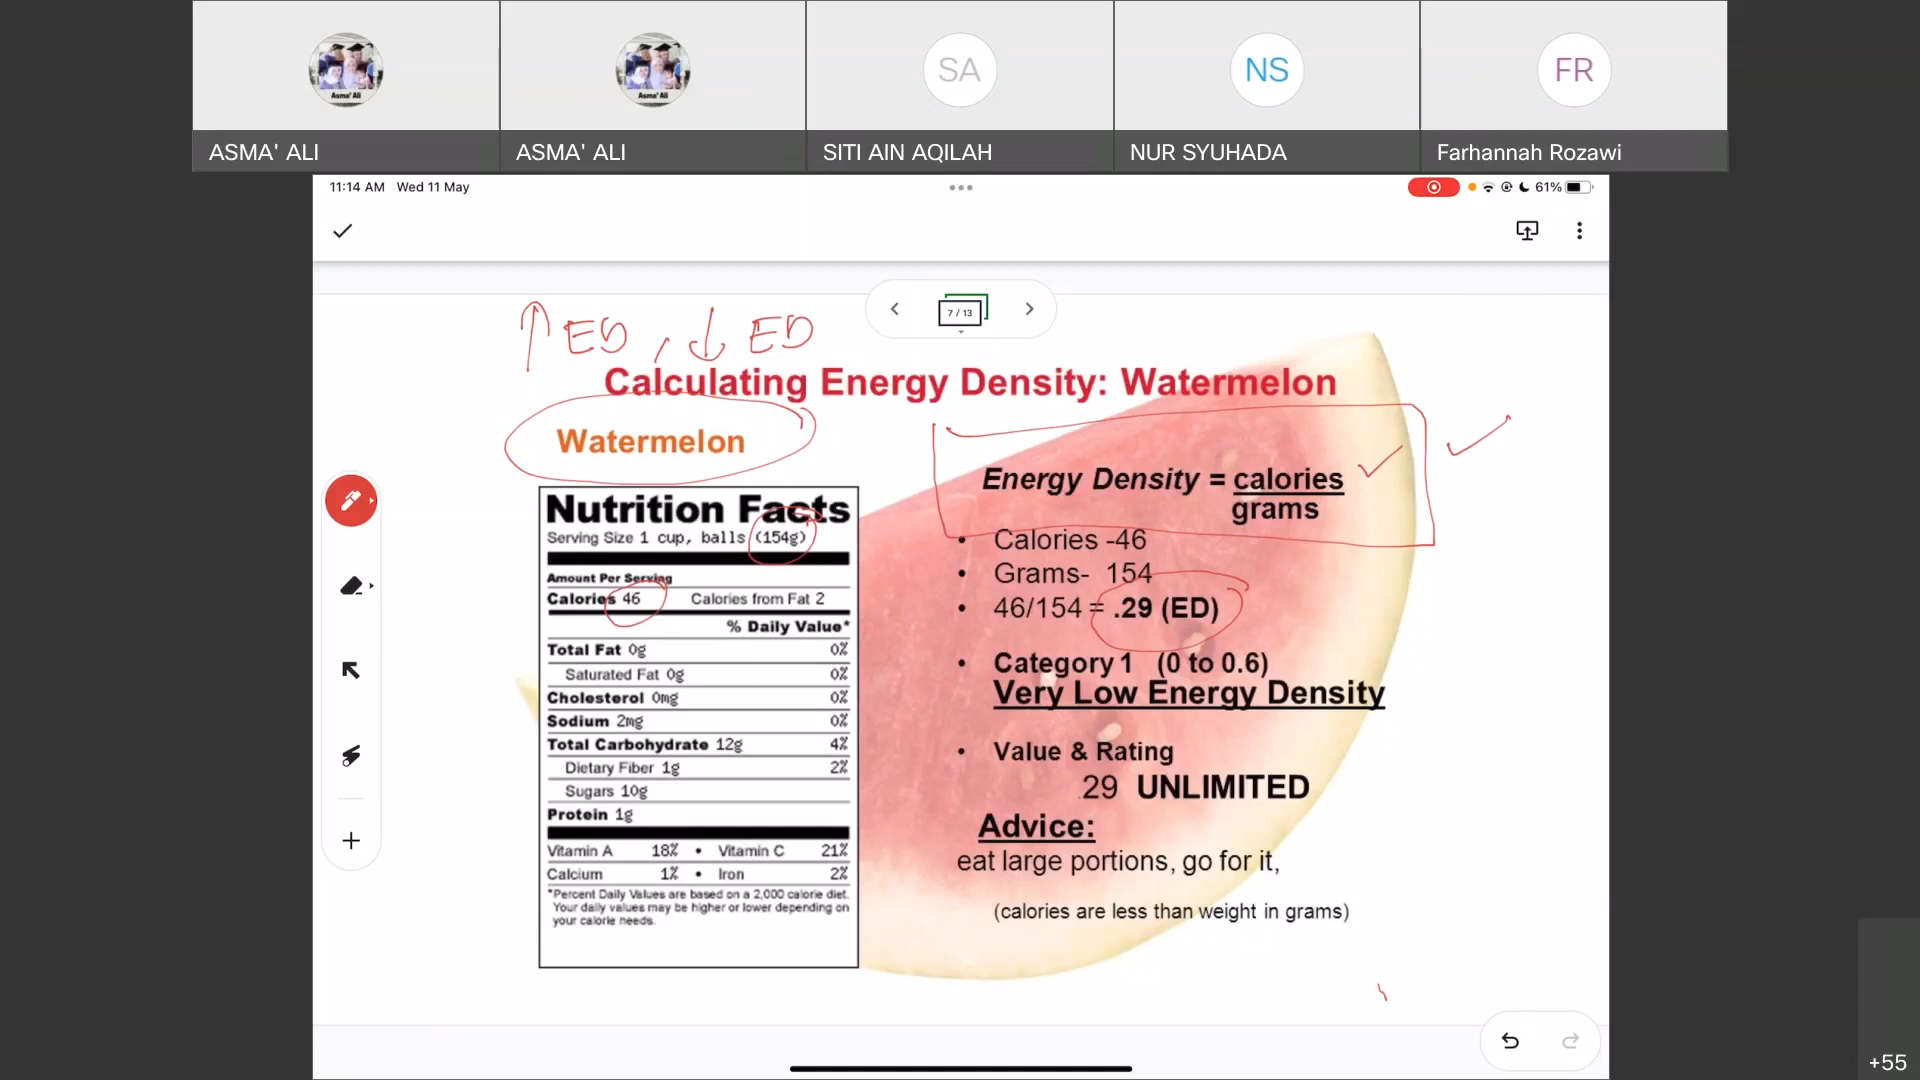 Asma' Ali
Asma' Ali
SA
NS
FR
ASMA' ALI
ASMA' ALI
SITI AIN AQILAH
NUR SYUHADA
Farhannah Rozawi
11:14 AM Wed 11 May
61%
7 / 13
↑ ED , ↓ ED
Calculating Energy Density: Watermelon
Watermelon
Nutrition Facts
Serving Size 1 cup, balls (154g)
Amount Per Serving
Calories 46 Calories from Fat 2
% Daily Value*
Total Fat 0g 0%
Saturated Fat 0g 0%
Cholesterol 0mg 0%
Sodium 2mg 0%
Total Carbohydrate 12g 4%
Dietary Fiber 1g 2%
Sugars 10g
Protein 1g
Vitamin A 18% • Vitamin C 21%
Calcium 1% • Iron 2%
*Percent Daily Values are based on a 2,000 calorie diet.
Your daily values may be higher or lower depending on
your calorie needs.
Energy Density = calories
grams
• Calories -46
• Grams- 154
• 46/154 = .29 (ED)
• Category 1 (0 to 0.6)
Very Low Energy Density
• Value & Rating
.29 UNLIMITED
Advice:
eat large portions, go for it,
(calories are less than weight in grams)
+55